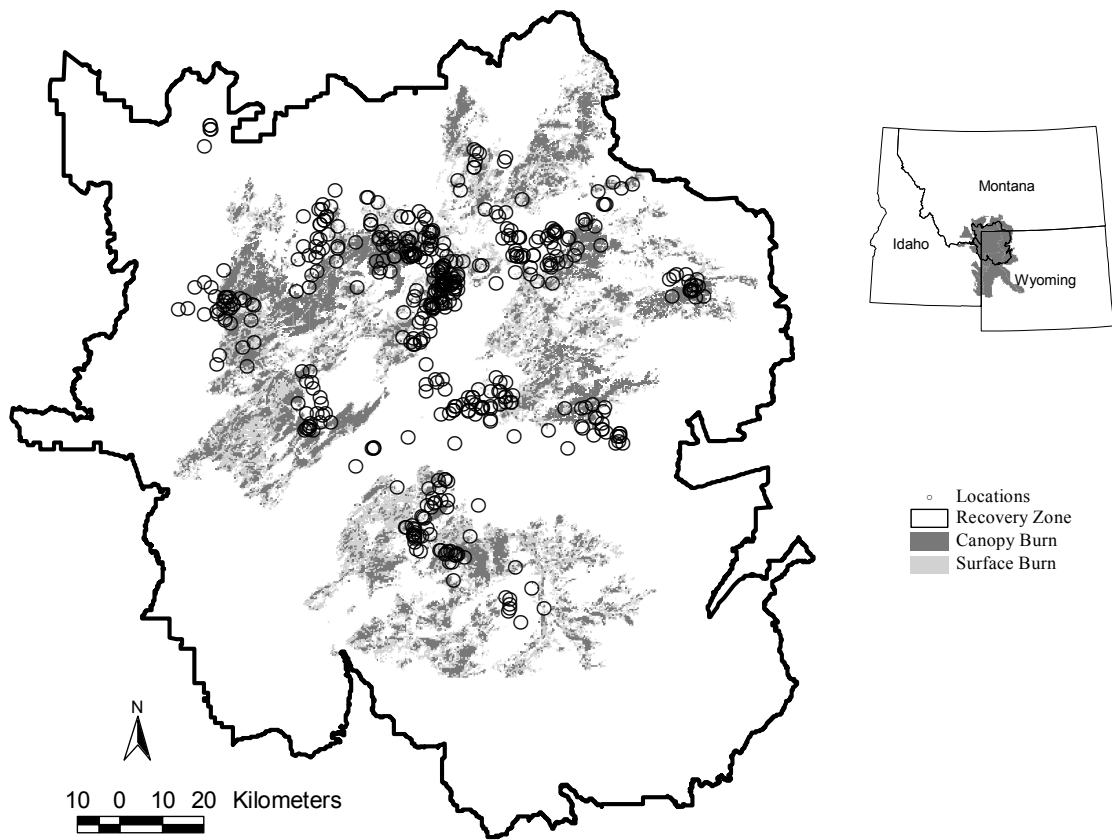 Montana
Idaho
Wyoming
Locations
Recovery Zone
Canopy Burn
Surface Burn
N
10 0 10 20 Kilometers